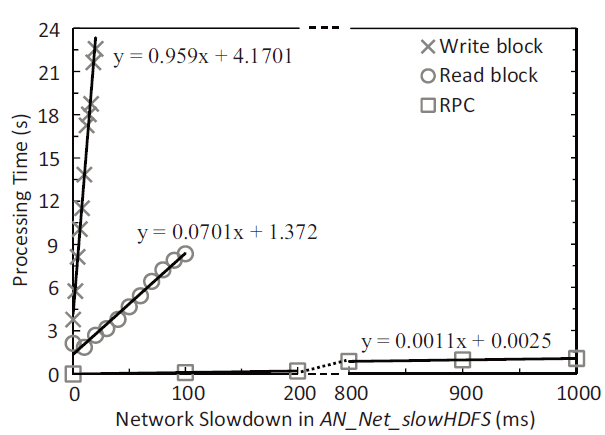 24
21
18
15
12
9
6
3
0
Processing Time (s)
y = 0.959x + 4.1701
Write block
Read block
RPC
y = 0.0701x + 1.372
y = 0.0011x + 0.0025
0 100 200 800 900 1000
Network Slowdown in AN_Net_slowHDFS (ms)